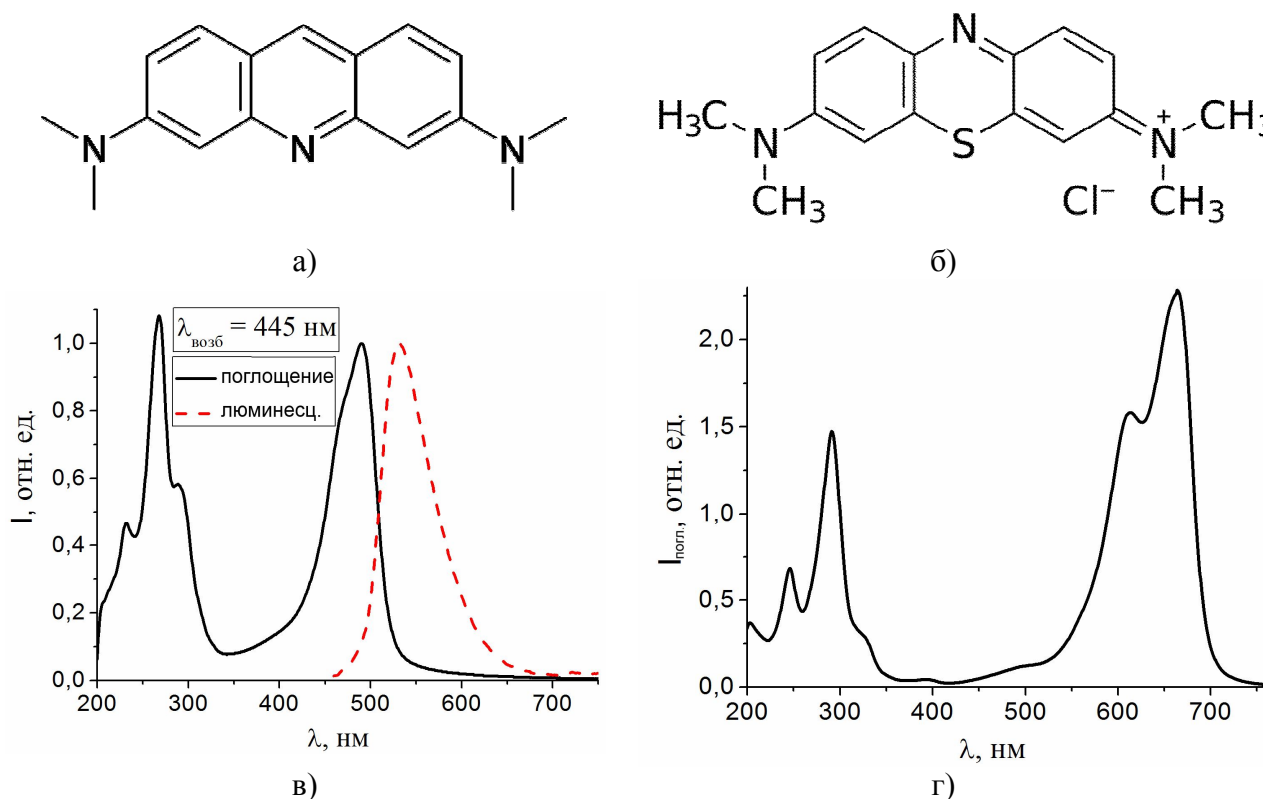 N
N
N
а)
N
S
H₃C
N
CH₃
N
+
CH₃
CH₃
Cl⁻
б)
λвозб = 445 нм
поглощение
люминесц.
I, отн. ед.
1,0
0,8
0,6
0,4
0,2
0,0
200 300 400 500 600 700
λ, нм
в)
Iпогл., отн. ед.
2,0
1,5
1,0
0,5
0,0
200 300 400 500 600 700
λ, нм
г)